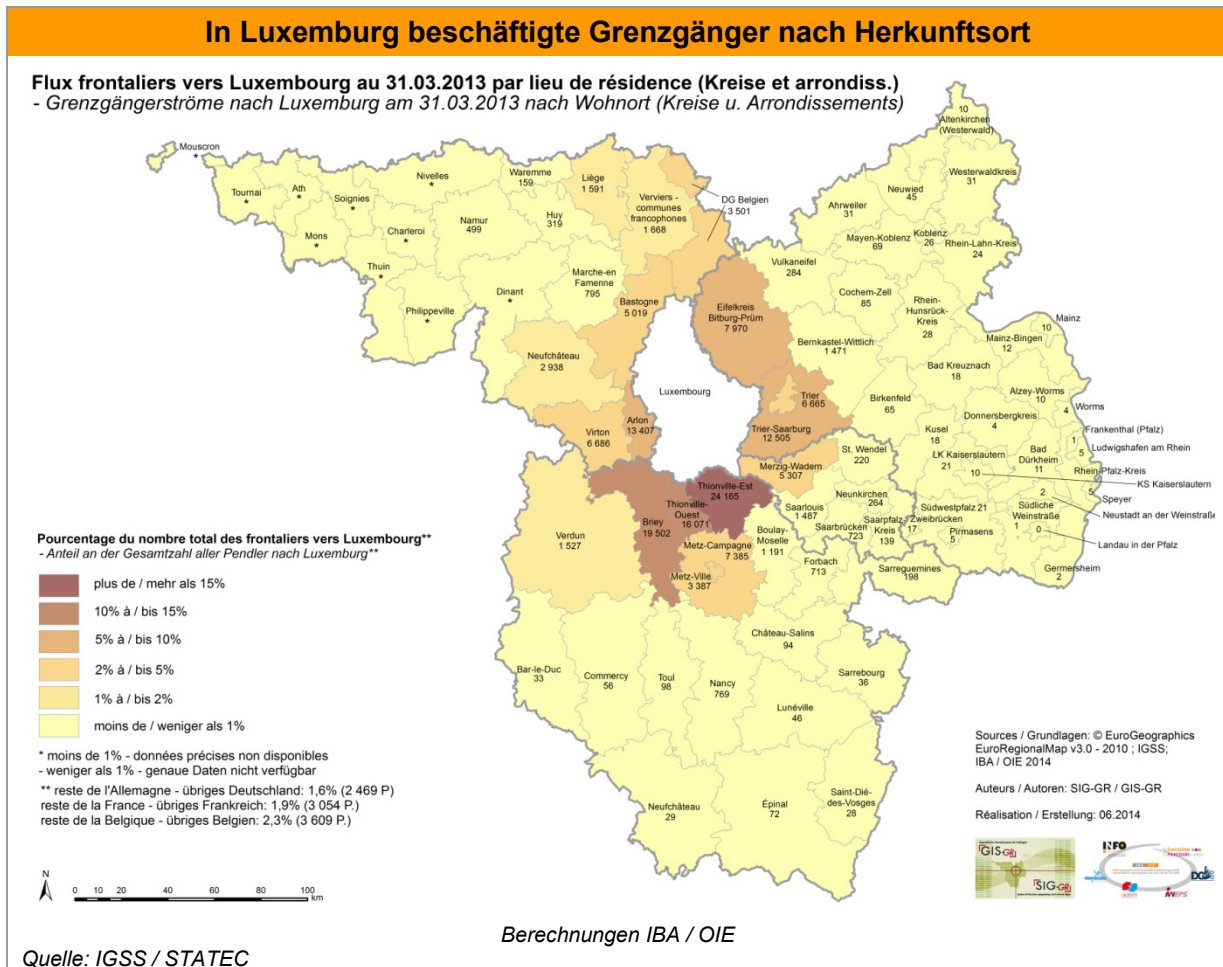 In Luxemburg beschäftigte Grenzgänger nach Herkunftsort
Flux frontaliers vers Luxembourg au 31.03.2013 par lieu de résidence (Kreise et arrondiss.)
- Grenzgängerströme nach Luxemburg am 31.03.2013 nach Wohnort (Kreise u. Arrondissements)
Mouscron
*
Tournai
*
Ath
*
Soignies
*
Nivelles
*
Mons
*
Charleroi
*
Thuin
*
Philippeville
*
Namur
499
Dinant
*
Waremme
159
Huy
319
Liège
1 591
Verviers -
communes
francophones
1 668
DG Belgien
3 501
Marche-en
Famenne
795
Bastogne
5 019
Neufchâteau
2 938
Virton
6 686
Arlon
13 407
Luxembourg
10
Altenkirchen
(Westerwald)
Westerwaldkreis
31
Neuwied
45
Ahrweiler
31
Mayen-Koblenz
69
Koblenz
26
Rhein-Lahn-Kreis
24
Vulkaneifel
284
Cochem-Zell
85
Rhein-
Hunsrück-
Kreis
28
Eifelkreis
Bitburg-Prüm
7 970
Bernkastel-Wittlich
1 471
Mainz
10
Mainz-Bingen
12
Bad Kreuznach
18
Alzey-Worms
10
Worms
4
Birkenfeld
65
Trier
6 665
Trier-Saarburg
12 505
Donnersbergkreis
4
Frankenthal (Pfalz)
1
Ludwigshafen am Rhein
5
Kusel
18
LK Kaiserslautern
21
Bad
Dürkheim
11
Rhein-Pfalz-Kreis
5
KS Kaiserslautern
10
Speyer
2
Neustadt an der Weinstraße
Südliche
Weinstraße
1
0
Landau in der Pfalz
Germersheim
2
Südwestpfalz 21
Zweibrücken
17
Pirmasens
5
St. Wendel
220
Merzig-Wadern
5 307
Neunkirchen
264
Saarlouis
1 487
Saarbrücken
723
Saarpfalz-
Kreis
139
Thionville-Est
24 165
Thionville-
Ouest
16 071
Briey
19 502
Boulay-
Moselle
1 191
Metz-Campagne
7 385
Metz-Ville
3 387
Forbach
713
Sarreguemines
198
Verdun
1 527
Château-Salins
94
Sarrebourg
36
Bar-le-Duc
33
Commercy
56
Toul
98
Nancy
769
Lunéville
46
Neufchâteau
29
Épinal
72
Saint-Dié-
des-Vosges
28
Pourcentage du nombre total des frontaliers vers Luxembourg**
- Anteil an der Gesamtzahl aller Pendler nach Luxemburg**
plus de / mehr als 15%
10% à / bis 15%
5% à / bis 10%
2% à / bis 5%
1% à / bis 2%
moins de / weniger als 1%
* moins de 1% - données précises non disponibles
- weniger als 1% - genaue Daten nicht verfügbar
** reste de l'Allemagne - übriges Deutschland: 1,6% (2 469 P)
reste de la France - übriges Frankreich: 1,9% (3 054 P.)
reste de la Belgique - übriges Belgien: 2,3% (3 609 P.)
N
0 10 20 40 60 80 100
km
Sources / Grundlagen: © EuroGeographics
EuroRegionalMap v3.0 - 2010 ; IGSS;
IBA / OIE 2014
Auteurs / Autoren: SIG-GR / GIS-GR
Réalisation / Erstellung: 06.2014
GIS-GR
SIG-GR
INFO
Lorraine
DG
Berechnungen IBA / OIE
Quelle: IGSS / STATEC